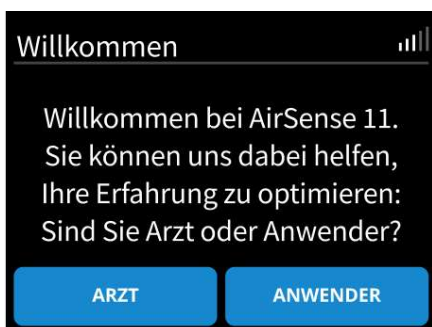 Willkommen
Willkommen bei AirSense 11.
Sie können uns dabei helfen,
Ihre Erfahrung zu optimieren:
Sind Sie Arzt oder Anwender?
ARZT ANWENDER